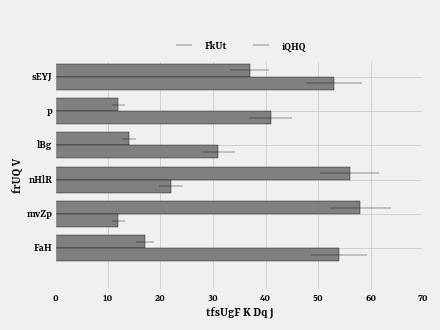 FkUt iQHQ
sEYJ
p
lBg
nHlR
mvZp
FaH
frUQ V
0 10 20 30 40 50 60 70
tfsUgF K Dq j